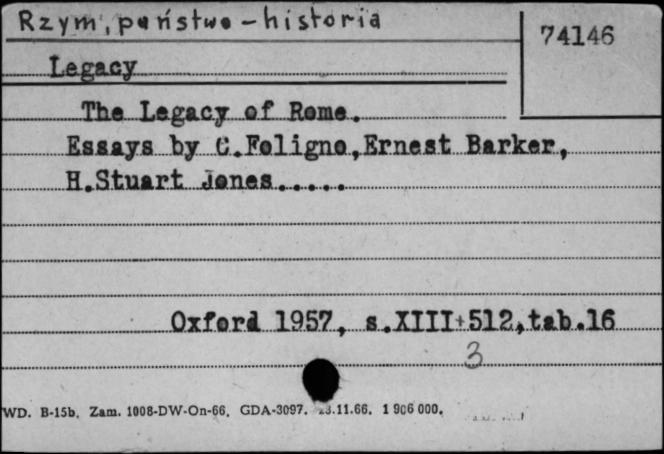 Rzym, państwo - historia
74146
Legacy
The Legacy of Rome.
Essays by C.Foligno,Ernest Barker,
H.Stuart Jones.....
Oxford 1957, s.XIII+512,tab.16
3
WD. B-15b. Zam. 1008-DW-On-66. GDA-3097. 11.66. 1 906 000.